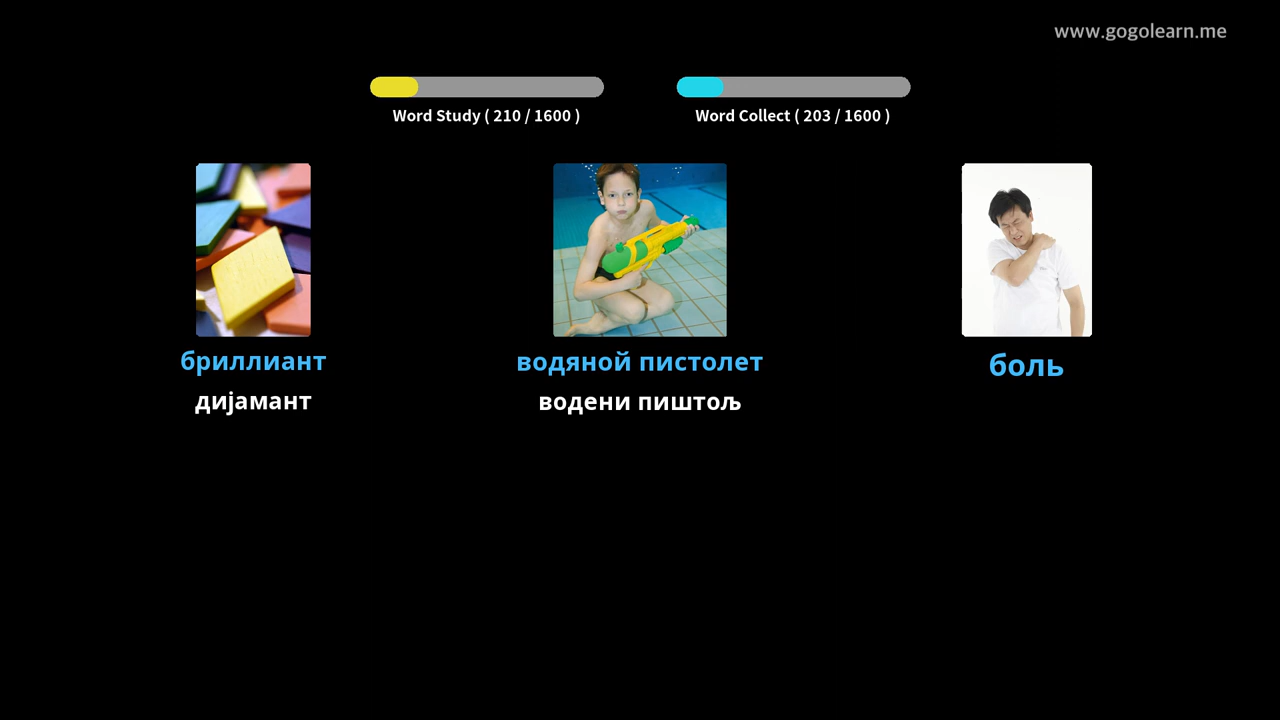 www.gogolearn.me
Word Study ( 210 / 1600 )
Word Collect ( 203 / 1600 )
бриллиант
дијамант
водяной пистолет
водени пиштољ
боль